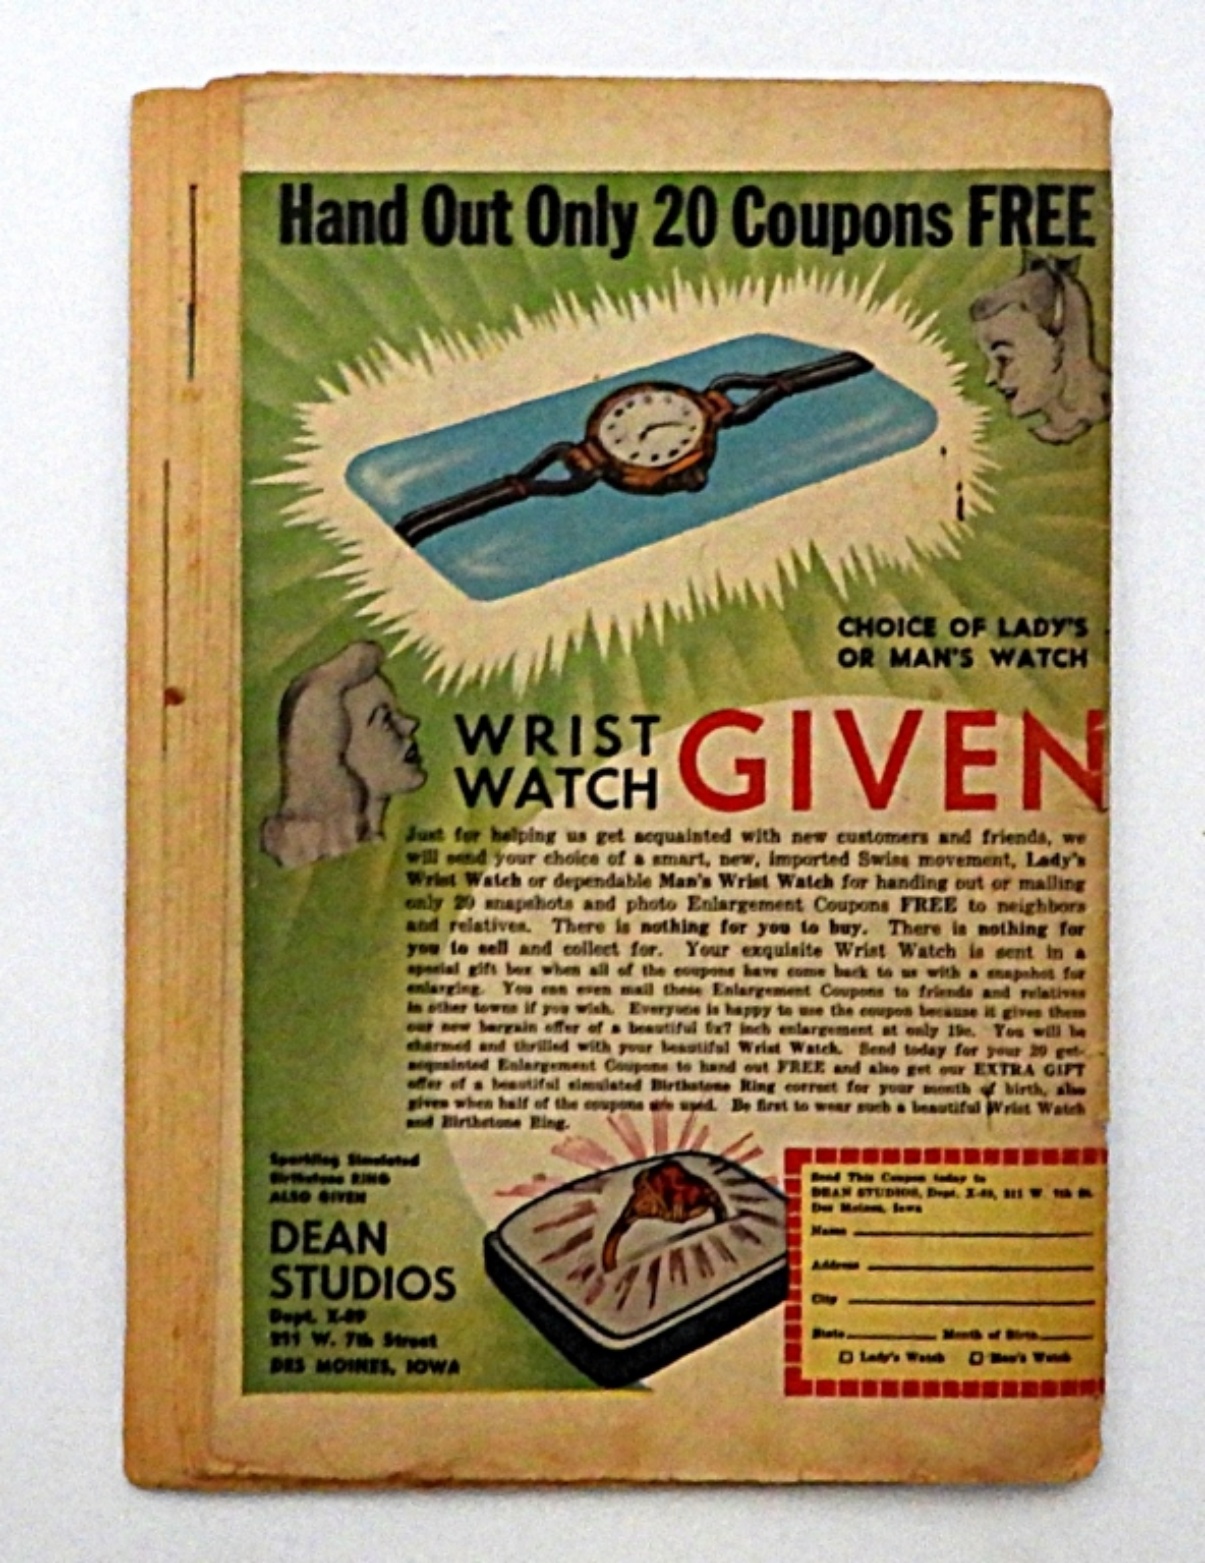 Hand Out Only 20 Coupons FREE
CHOICE OF LADY'S
OR MAN'S WATCH
WRIST
WATCH GIVEN
Just for helping us get acquainted with new customers and friends, we
will send your choice of a smart, new, imported Swiss movement, Lady's
Wrist Watch or dependable Man's Wrist Watch for handing out or mailing
only 20 snapshots and photo Enlargement Coupons FREE to neighbors
and relatives. There is nothing for you to buy. There is nothing for
you to sell and collect for. Your exquisite Wrist Watch is sent in a
special gift box when all of the coupons have come back to us with a snapshot for
enlarging. You can even mail these Enlargement Coupons to friends and relatives
in other towns if you wish. Everyone is happy to use the coupon because it gives them
our new bargain offer of a beautiful 5x7 inch enlargement at only 19c. You will be
charmed and thrilled with your beautiful Wrist Watch. Send today for your 20 get-
acquainted Enlargement Coupons to hand out FREE and also get our EXTRA GIFT
offer of a beautiful simulated Birthstone Ring correct for your month of birth, also
given when half of the coupons are used. Be first to wear such a beautiful Wrist Watch
and Birthstone Ring.
Sparkling Simulated
Birthstone RING
ALSO GIVEN
DEAN
STUDIOS
Dept. X-89
211 W. 7th Street
DES MOINES, IOWA
Send This Coupon today to
DEAN STUDIOS, Dept. X-89, 211 W. 7th St.
Des Moines, Iowa
Name
Address
City
State Month of Birth
Lady's Watch Man's Watch